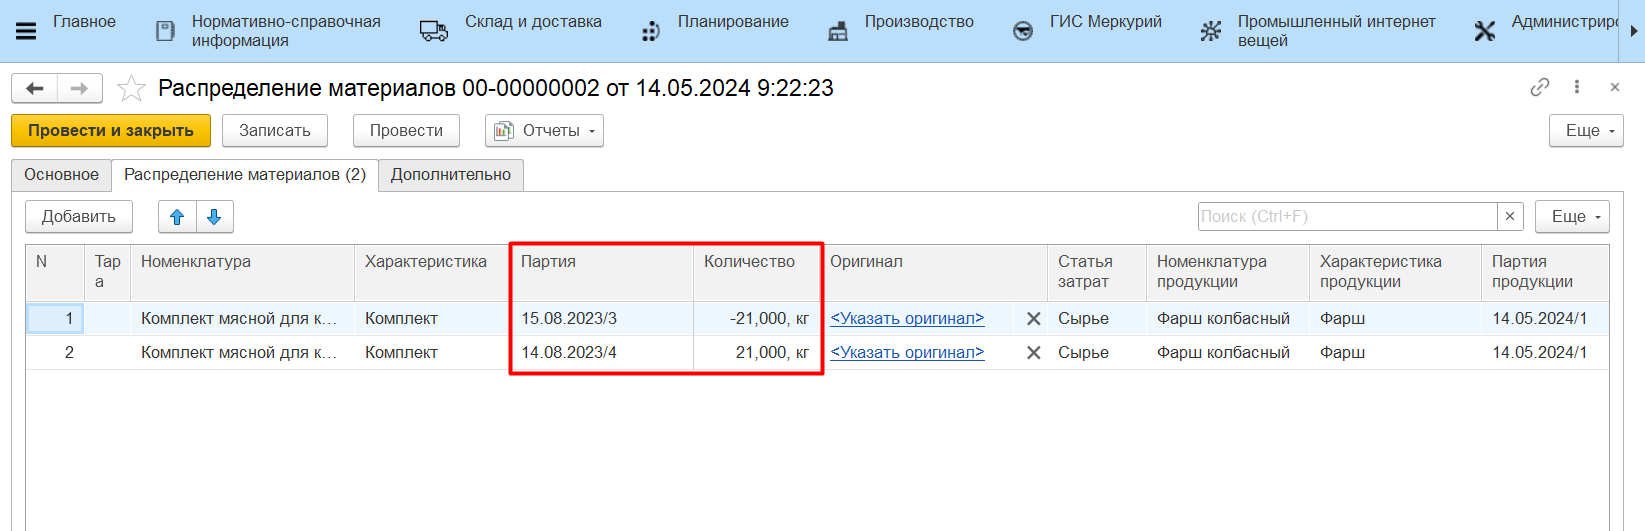 Главное
Нормативно-справочная
информация
Склад и доставка
Планирование
Производство
ГИС Меркурий
Промышленный интернет
вещей
Администриро
Распределение материалов 00-00000002 от 14.05.2024 9:22:23
Провести и закрыть
Записать
Провести
Отчеты
Еще
Основное
Распределение материалов (2)
Дополнительно
Добавить
Поиск (Ctrl+F)
×
Еще
N
Тар
а
Номенклатура
Характеристика
Партия
Количество
Оригинал
Статья
затрат
Номенклатура
продукции
Характеристика
продукции
Партия
продукции
1 Комплект мясной для к... Комплект 15.08.2023/3 -21,000, кг <Указать оригинал> Сырье Фарш колбасный Фарш 14.05.2024/1
2 Комплект мясной для к... Комплект 14.08.2023/4 21,000, кг <Указать оригинал> Сырье Фарш колбасный Фарш 14.05.2024/1